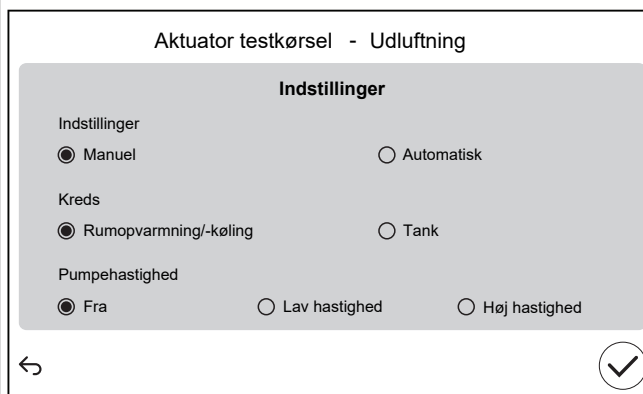 Aktuator testkørsel - Udluftning
Indstillinger
Indstillinger
Manuel Automatisk
Kreds
Rumopvarmning/-køling Tank
Pumpehastighed
Fra Lav hastighed Høj hastighed